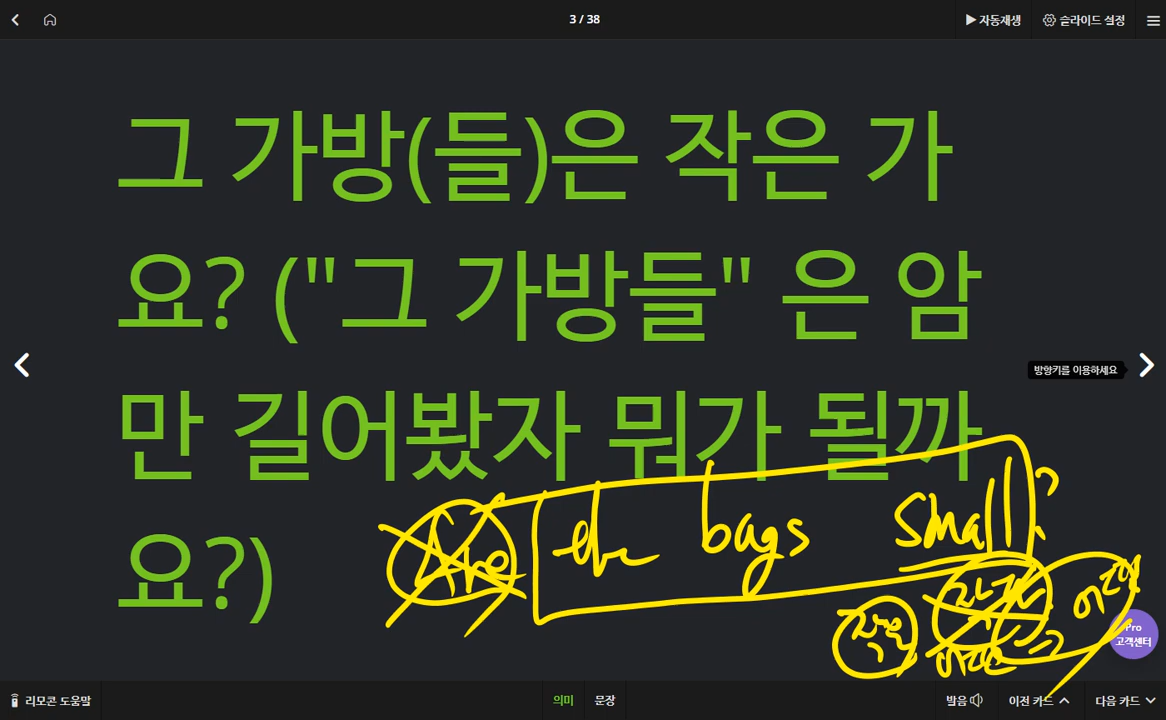 3 / 38
자동재생
슬라이드 설정
그 가방(들)은 작은 가
요? ("그 가방들" 은 암
만 길어봤자 뭐가 될까
요?)
방향키를 이용하세요
Are the bags small?
Pro
고객센터
리모콘 도움말
의미
문장
발음
이전 카드
다음 카드